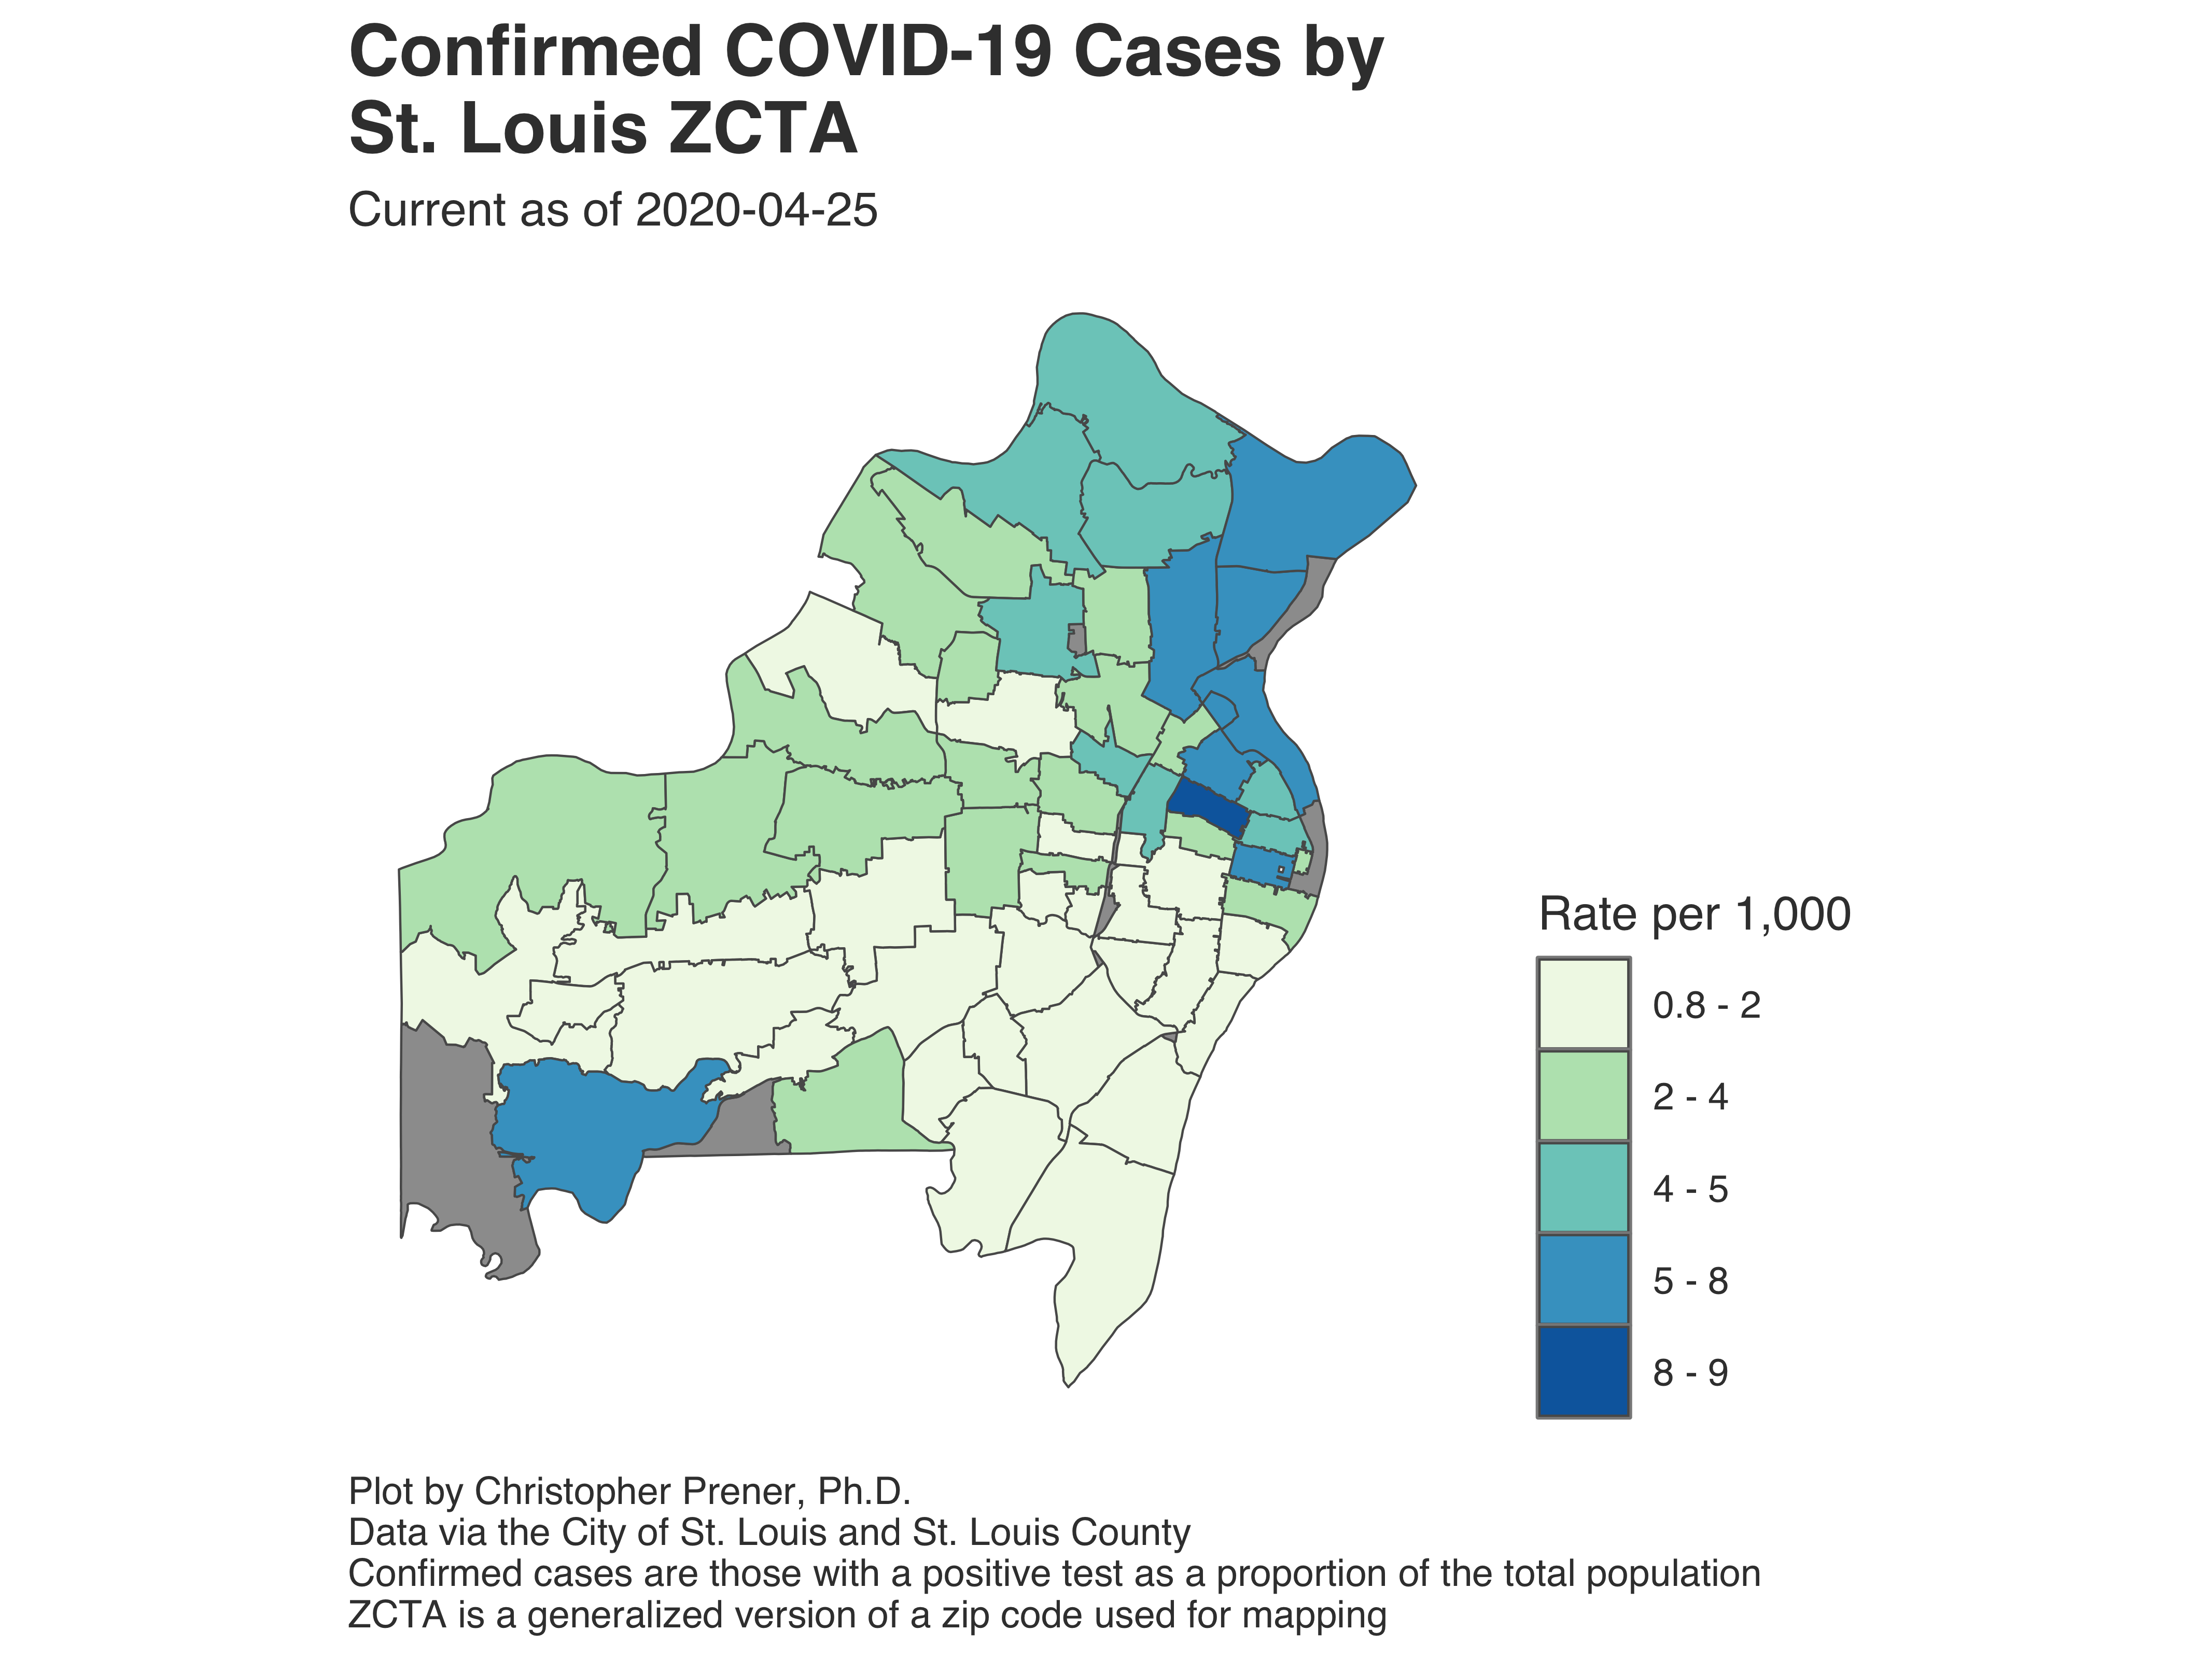 Confirmed COVID-19 Cases by
St. Louis ZCTA
Current as of 2020-04-25
Rate per 1,000
0.8 - 2
2 - 4
4 - 5
5 - 8
8 - 9
Plot by Christopher Prener, Ph.D.
Data via the City of St. Louis and St. Louis County
Confirmed cases are those with a positive test as a proportion of the total population
ZCTA is a generalized version of a zip code used for mapping